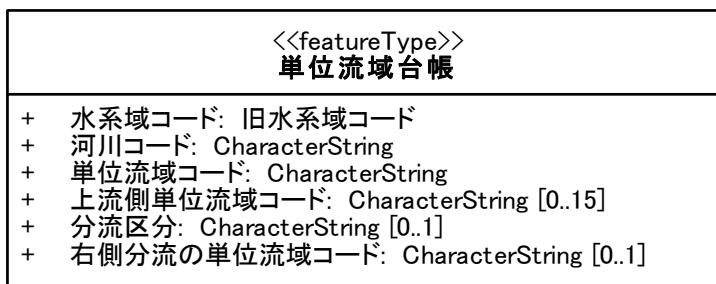 <<featureType>>
単位流域台帳
+ 水系域コード: 旧水系域コード
+ 河川コード: CharacterString
+ 単位流域コード: CharacterString
+ 上流側単位流域コード: CharacterString [0..15]
+ 分流区分: CharacterString [0..1]
+ 右側分流の単位流域コード: CharacterString [0..1]